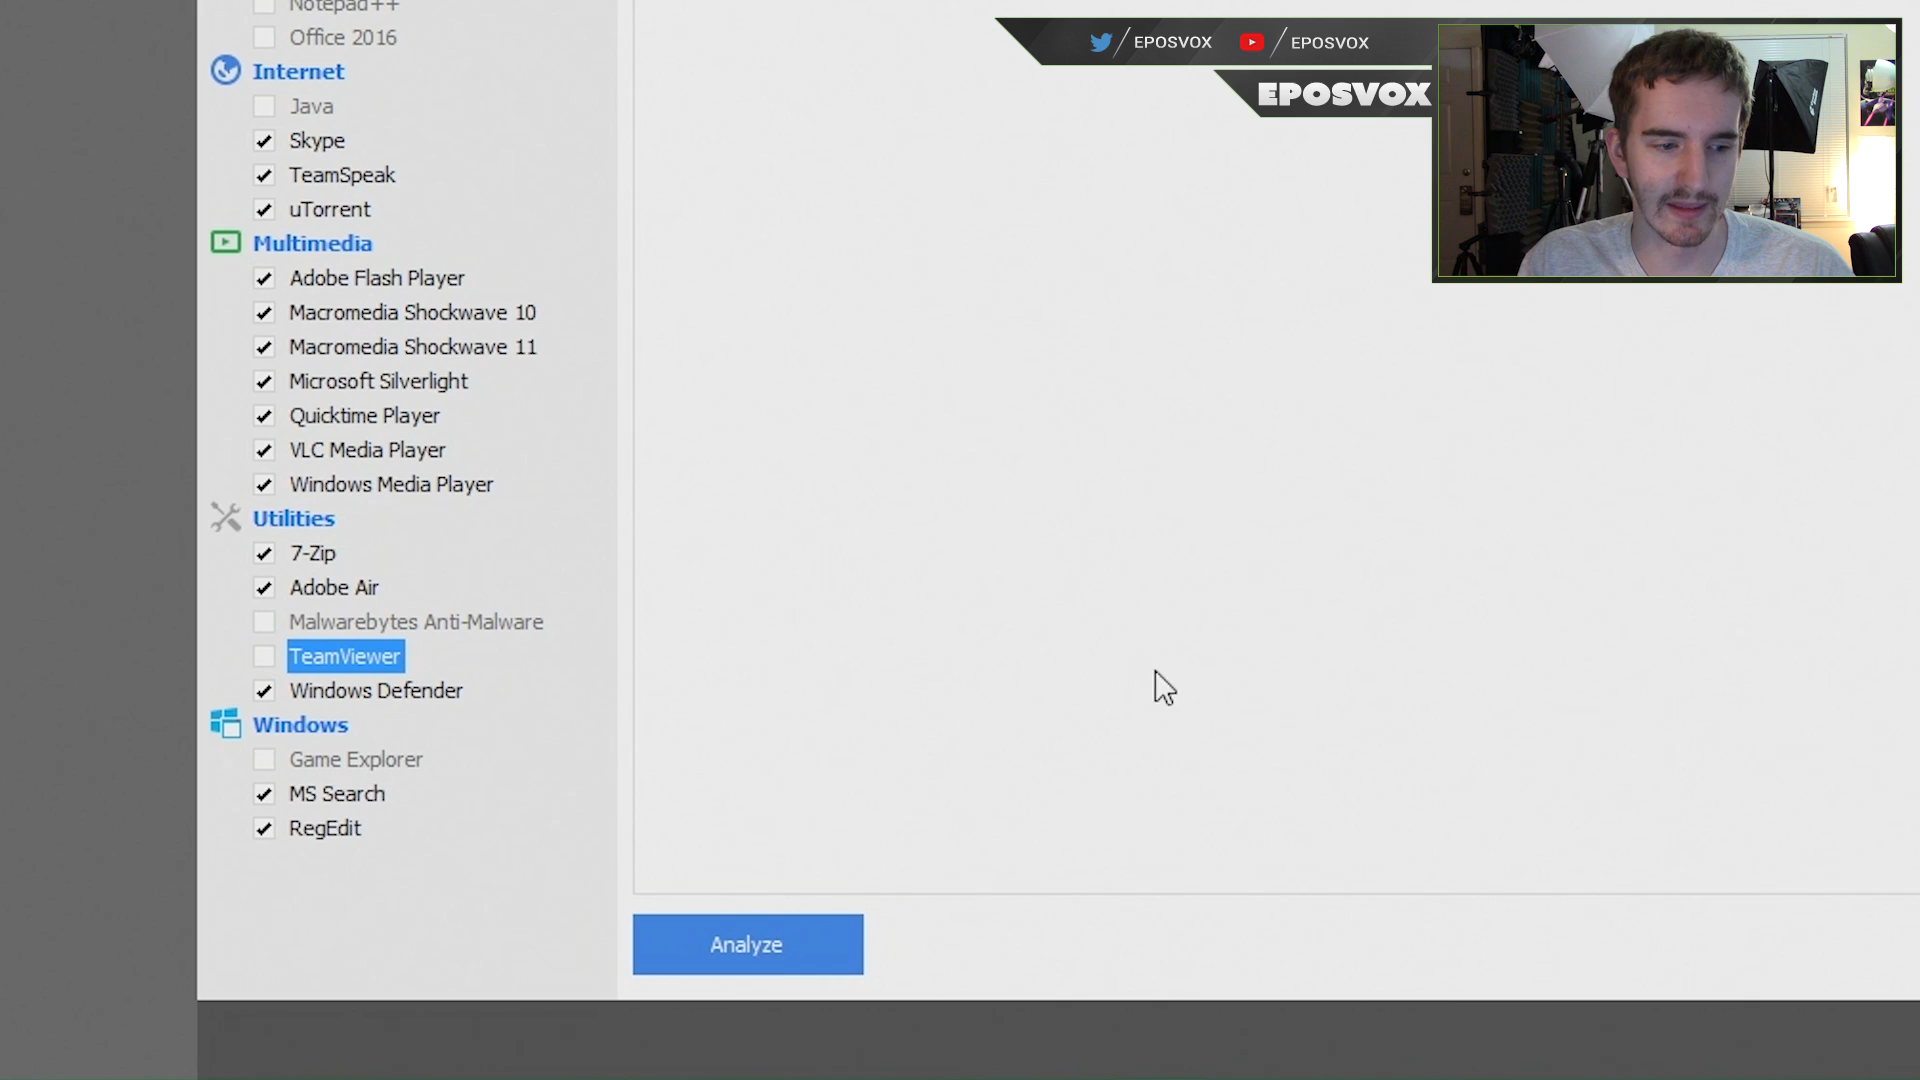 Notepad++
Office 2016
Internet
Java
Skype
TeamSpeak
uTorrent
Multimedia
Adobe Flash Player
Macromedia Shockwave 10
Macromedia Shockwave 11
Microsoft Silverlight
Quicktime Player
VLC Media Player
Windows Media Player
Utilities
7-Zip
Adobe Air
Malwarebytes Anti-Malware
TeamViewer
Windows Defender
Windows
Game Explorer
MS Search
RegEdit
Analyze
EPOSVOX EPOSVOX
EPOSVOX